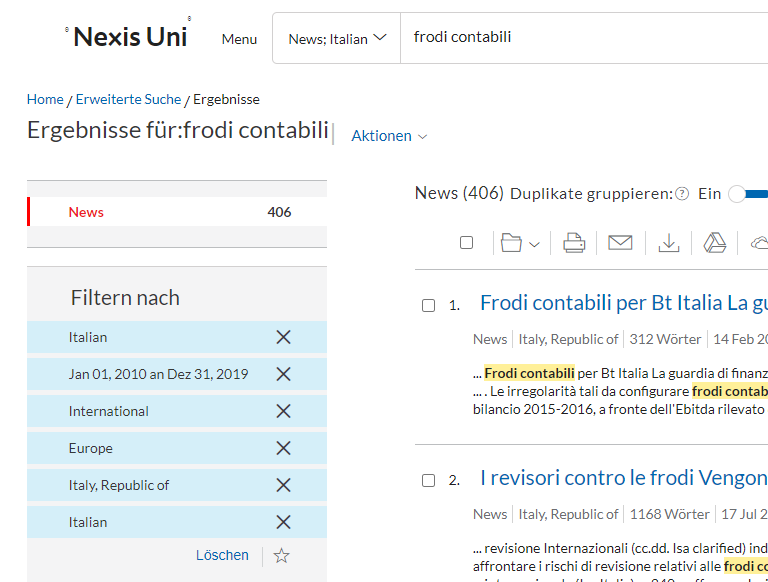 ® Nexis Uni ®
Menu
News; Italian
frodi contabili
Home / Erweiterte Suche / Ergebnisse
Ergebnisse für:frodi contabili
Aktionen
News 406
Filtern nach
Italian
Jan 01, 2010 an Dez 31, 2019
International
Europe
Italy, Republic of
Italian
Löschen
News (406) Duplikate gruppieren: ? Ein
1. Frodi contabili per Bt Italia La gu
News Italy, Republic of 312 Wörter 14 Feb 20
... Frodi contabili per Bt Italia La guardia di finanz
... . Le irregolarità tali da configurare frodi contab
bilancio 2015-2016, a fronte dell'Ebitda rilevato
2. I revisori contro le frodi Vengon
News Italy, Republic of 1168 Wörter 17 Jul 2
... revisione Internazionali (cc.dd. Isa clarified) ind
affrontare i rischi di revisione relativi alle frodi co